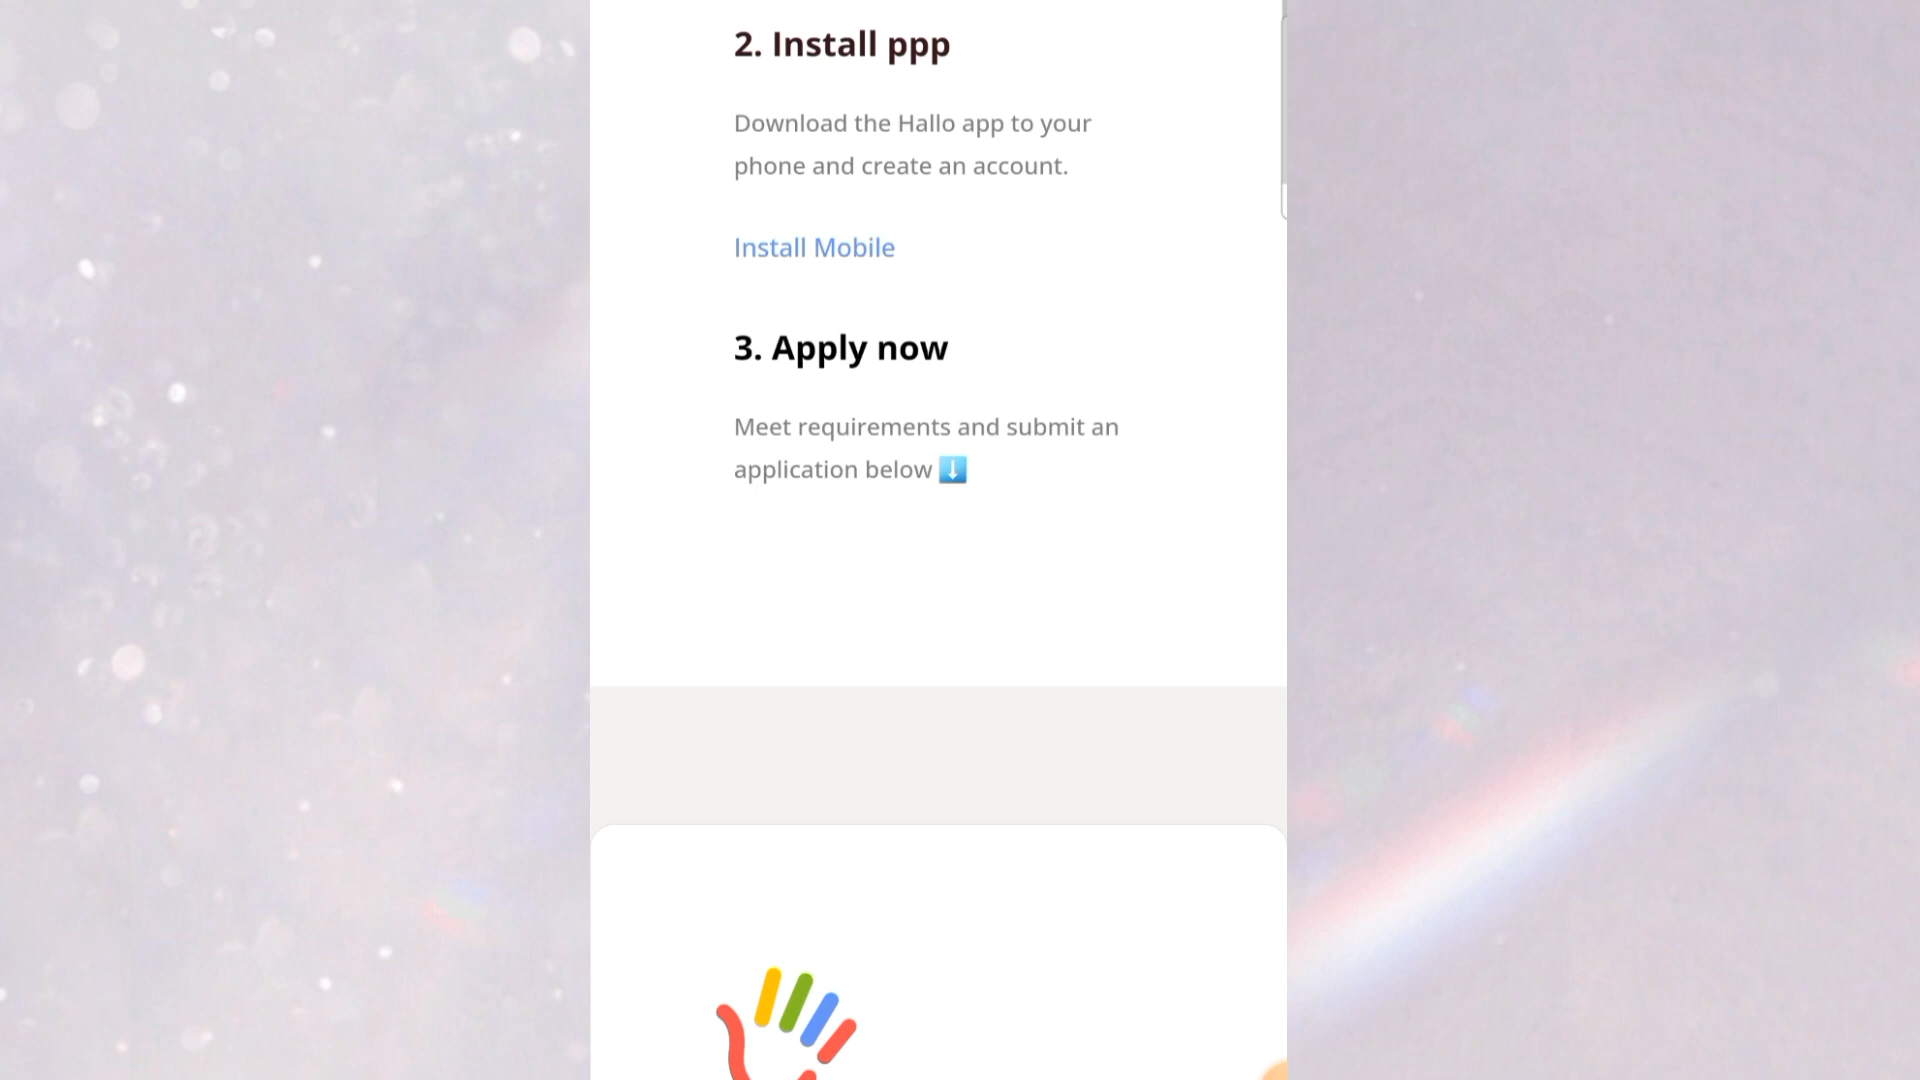 2. Install ppp
Download the Hallo app to your
phone and create an account.
Install Mobile
3. Apply now
Meet requirements and submit an
application below ⬇️